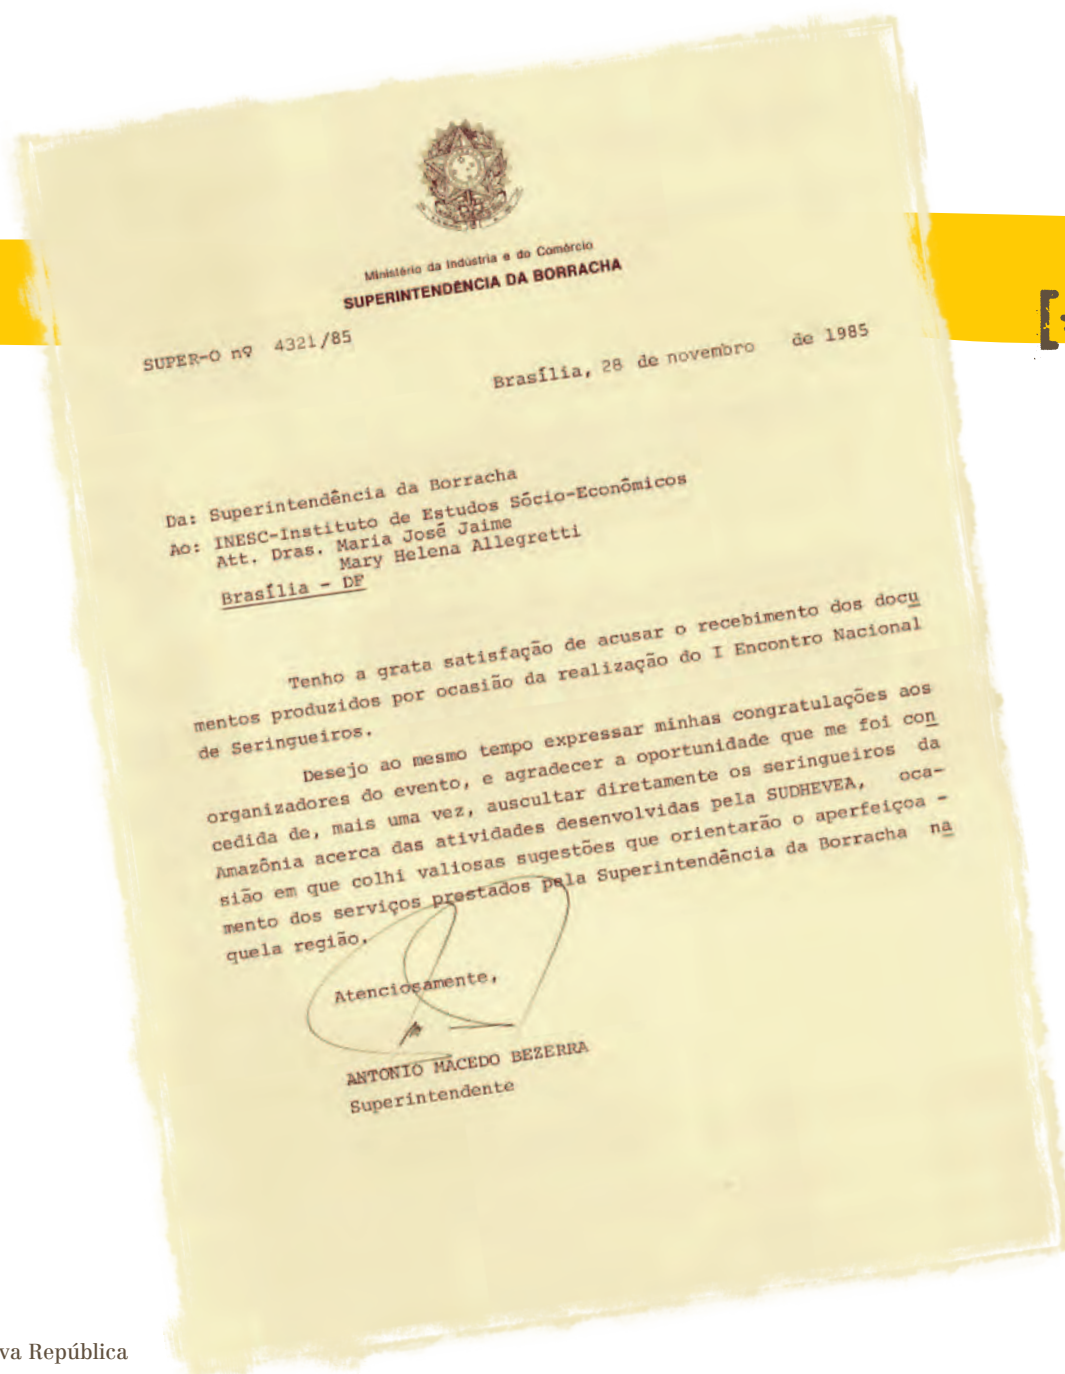 Ministério da Indústria e do Comércio
SUPERINTENDÊNCIA DA BORRACHA
SUPER-O nº 4321/85
Brasília, 28 de novembro de 1985
Da: Superintendência da Borracha
Ao: INESC-Instituto de Estudos Sócio-Econômicos
Att. Dras. Maria José Jaime
Mary Helena Allegretti
Brasília - DF
Tenho a grata satisfação de acusar o recebimento dos docu
mentos produzidos por ocasião da realização do I Encontro Nacional
de Seringueiros.
Desejo ao mesmo tempo expressar minhas congratulações aos
organizadores do evento, e agradecer a oportunidade que me foi con
cedida de, mais uma vez, auscultar diretamente os seringueiros da
Amazônia acerca das atividades desenvolvidas pela SUDHEVEA, oca-
sião em que colhi valiosas sugestões que orientarão o aperfeiçoa -
mento dos serviços prestados pela Superintendência da Borracha na
quela região.
Atenciosamente,
ANTONIO MACEDO BEZERRA
Superintendente
va República